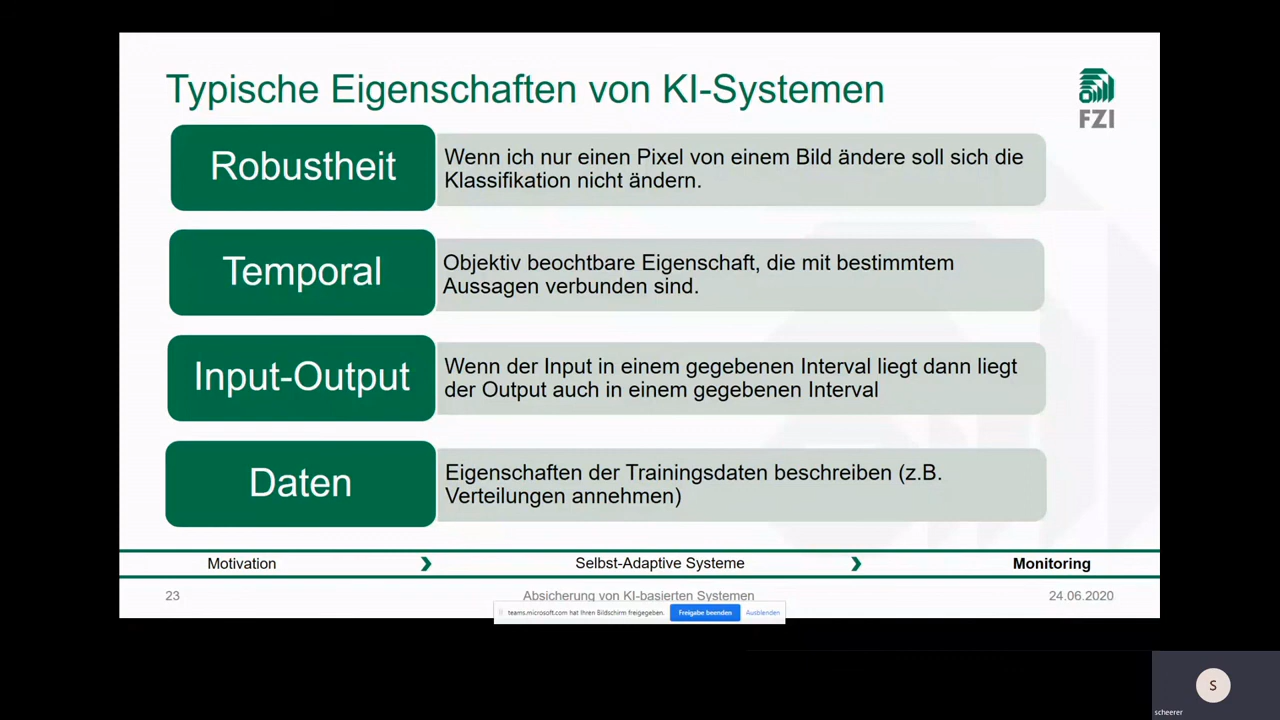 Typische Eigenschaften von KI-Systemen
FZI
Robustheit
Wenn ich nur einen Pixel von einem Bild ändere soll sich die
Klassifikation nicht ändern.
Temporal
Objektiv beochtbare Eigenschaft, die mit bestimmtem
Aussagen verbunden sind.
Input-Output
Wenn der Input in einem gegebenen Interval liegt dann liegt
der Output auch in einem gegebenen Interval
Daten
Eigenschaften der Trainingsdaten beschreiben (z.B.
Verteilungen annehmen)
Motivation
Selbst-Adaptive Systeme
Monitoring
23
Absicherung von KI-basierten Systemen
24.06.2020
teams.microsoft.com hat Ihren Bildschirm freigegeben.
Freigabe beenden
Ausblenden
S
scheerer